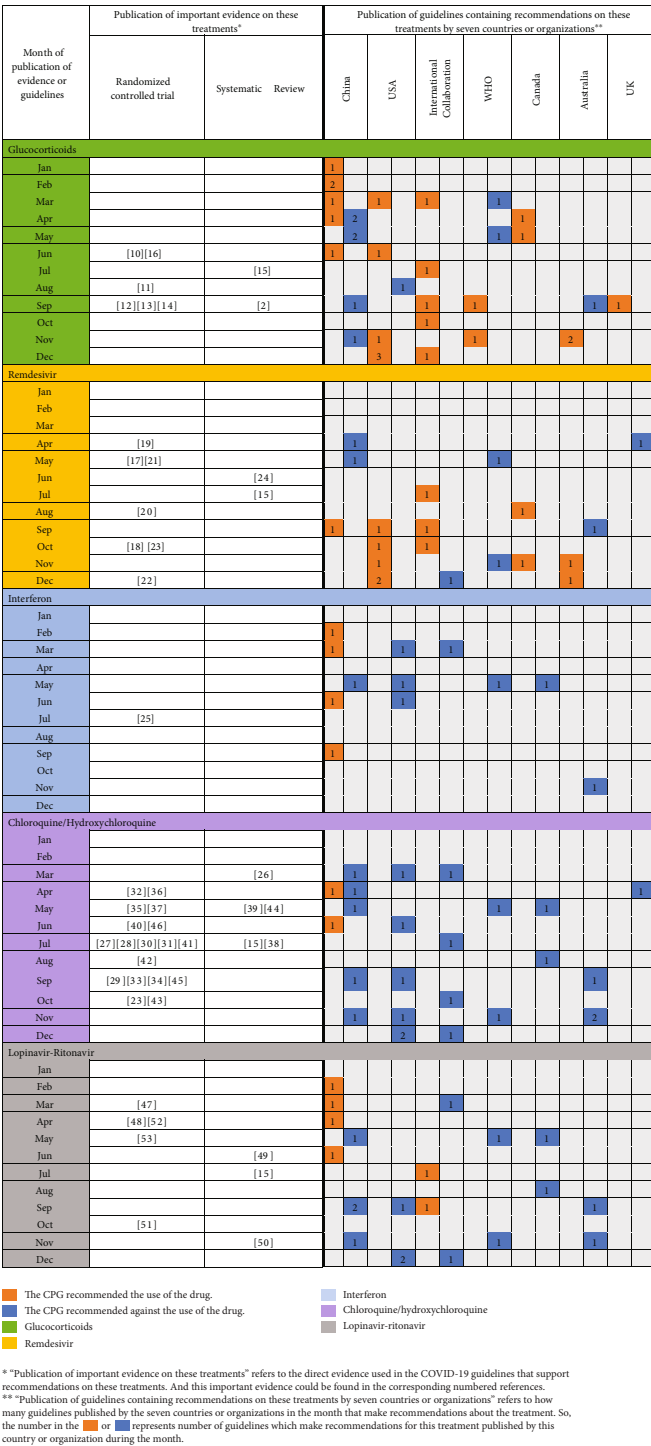 Month of publication of evidence or guidelines
Publication of important evidence on these treatments*
Publication of guidelines containing recommendations on these treatments by seven countries or organizations**
Randomized controlled trial
Systematic Review
China
USA
International Collaboration
WHO
Canada
Australia
UK
Glucocorticoids
Jan 1
Feb 2
Mar 1 1 1 1
Apr 1 2 1
May 2 1 1
Jun [10][16] 1 1
Jul [15] 1
Aug [11] 1
Sep [12][13][14] [2] 1 1 1 1 1
Oct 1
Nov 1 1 1 2
Dec 3 1
Remdesivir
Jan
Feb
Mar
Apr [19] 1 1
May [17][21] 1 1
Jun [24]
Jul [15] 1
Aug [20] 1
Sep 1 1 1 1
Oct [18] [23] 1 1
Nov 1 1 1 1
Dec [22] 2 1 1
Interferon
Jan
Feb 1
Mar 1 1 1
Apr
May 1 1 1 1
Jun 1 1
Jul [25]
Aug
Sep 1
Oct
Nov 1
Dec
Chloroquine/Hydroxychloroquine
Jan
Feb
Mar [26] 1 1 1
Apr [32][36] 1 1 1
May [35][37] [39][44] 1 1 1
Jun [40][46] 1 1
Jul [27][28][30][31][41] [15][38] 1
Aug [42] 1
Sep [29][33][34][45] 1 1 1
Oct [23][43] 1
Nov 1 1 1 2
Dec 2 1
Lopinavir-Ritonavir
Jan
Feb 1
Mar [47] 1 1
Apr [48][52] 1
May [53] 1 1 1
Jun [49] 1
Jul [15] 1
Aug 1
Sep 2 1 1 1
Oct [51]
Nov [50] 1 1 1
Dec 2 1
The CPG recommended the use of the drug.
The CPG recommended against the use of the drug.
Glucocorticoids
Remdesivir
Interferon
Chloroquine/hydroxychloroquine
Lopinavir-ritonavir
* “Publication of important evidence on these treatments” refers to the direct evidence used in the COVID-19 guidelines that support
recommendations on these treatments. And this important evidence could be found in the corresponding numbered references.
** “Publication of guidelines containing recommendations on these treatments by seven countries or organizations” refers to how
many guidelines published by the seven countries or organizations in the month that make recommendations about the treatment. So,
the number in the or represents number of guidelines which make recommendations for this treatment published by this
country or organization during the month.